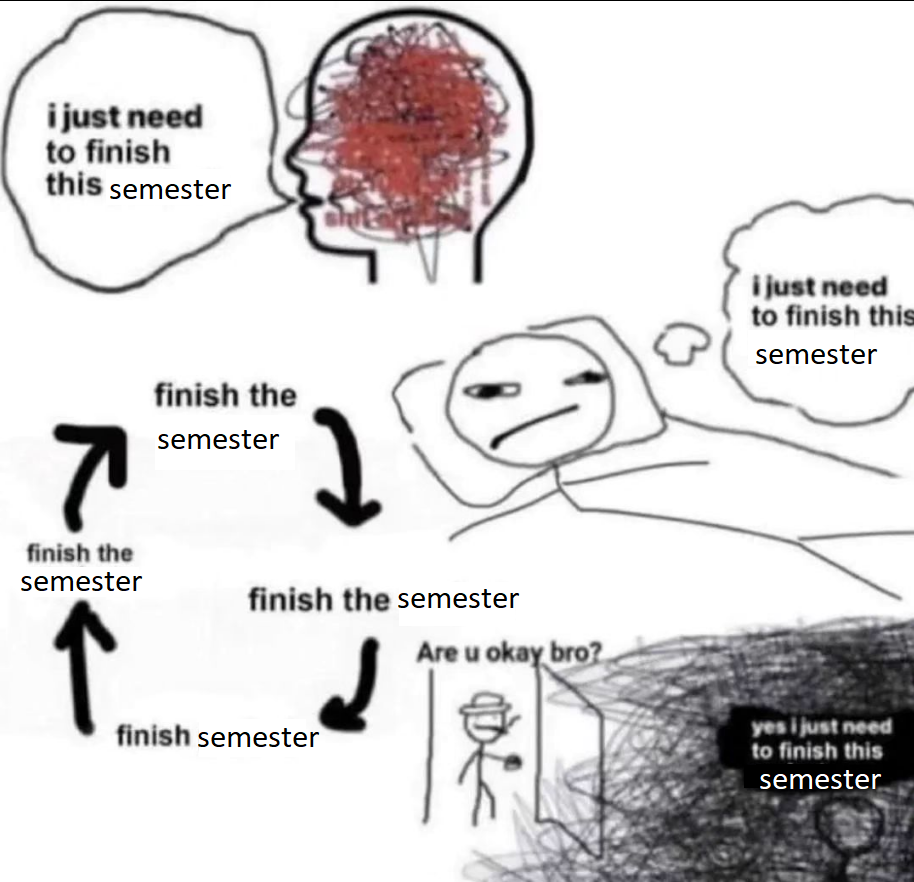 i just need
to finish
this semester
i just need
to finish this
semester
finish the
semester
finish the
semester
finish the semester
finish semester
Are u okay bro?
yes i just need
to finish this
semester